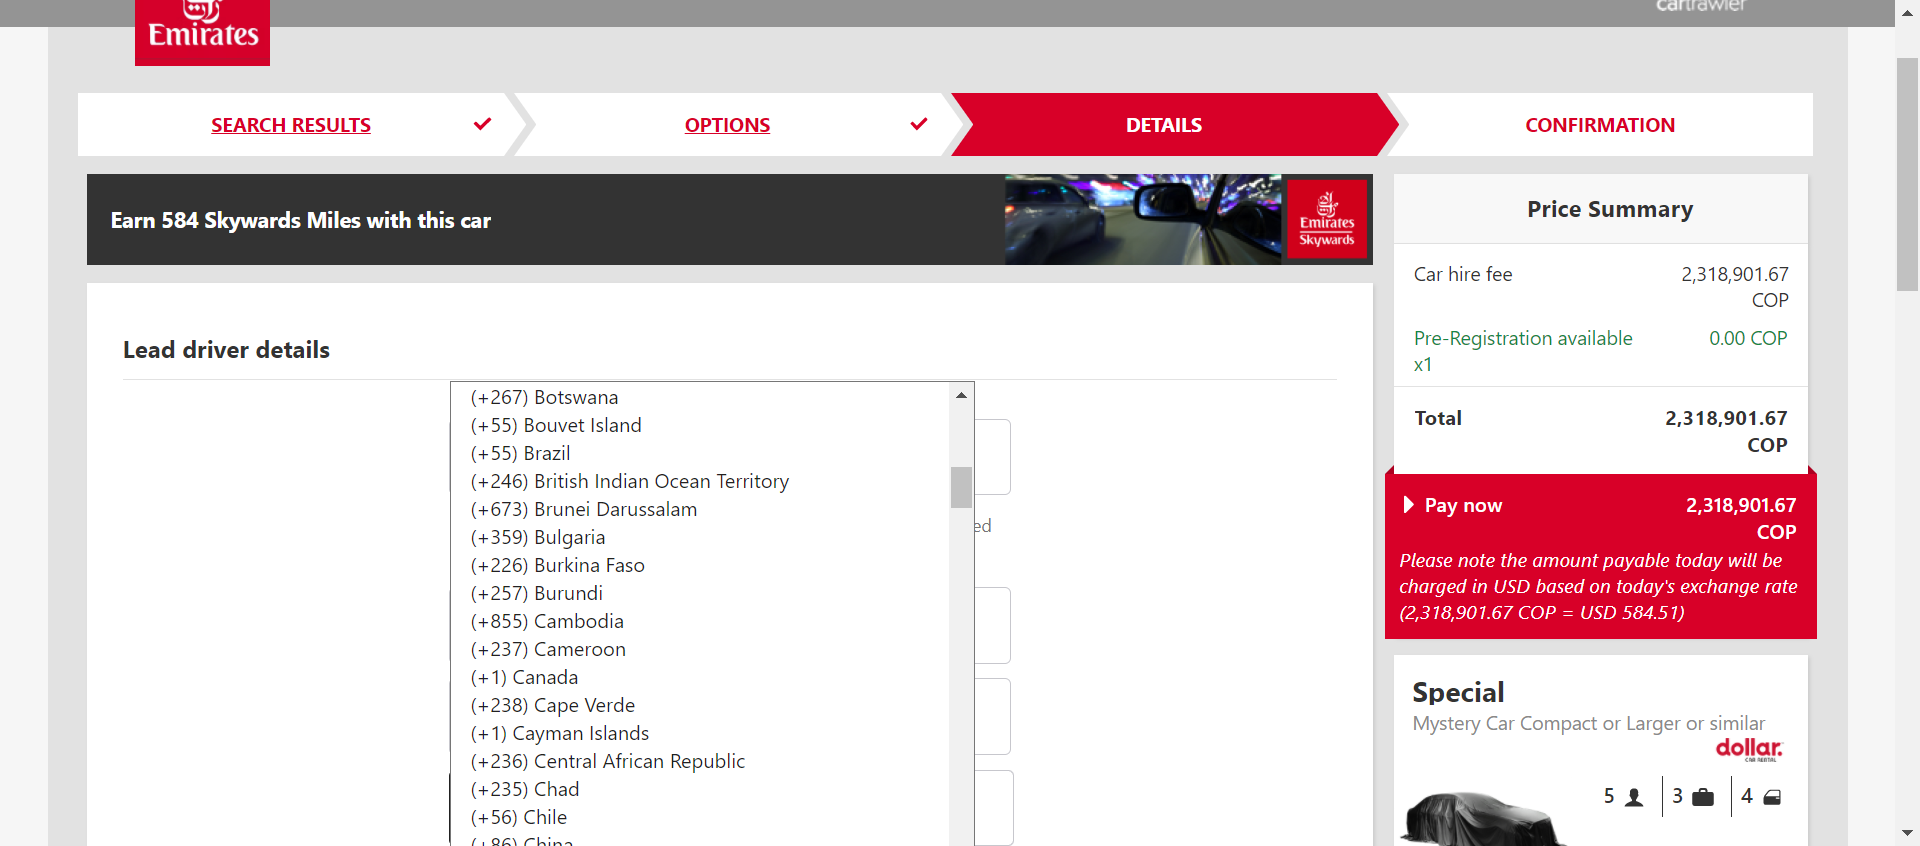 cartrawler
Emirates
SEARCH RESULTS
OPTIONS
DETAILS
CONFIRMATION
Earn 584 Skywards Miles with this car
Emirates
Skywards
Lead driver details
(+267) Botswana
(+55) Bouvet Island
(+55) Brazil
(+246) British Indian Ocean Territory
(+673) Brunei Darussalam
(+359) Bulgaria
(+226) Burkina Faso
(+257) Burundi
(+855) Cambodia
(+237) Cameroon
(+1) Canada
(+238) Cape Verde
(+1) Cayman Islands
(+236) Central African Republic
(+235) Chad
(+56) Chile
(+86) China
ed
Price Summary
Car hire fee 2,318,901.67
COP
Pre-Registration available 0.00 COP
x1
Total 2,318,901.67
COP
Pay now 2,318,901.67
COP
Please note the amount payable today will be
charged in USD based on today's exchange rate
(2,318,901.67 COP = USD 584.51)
Special
Mystery Car Compact or Larger or similar
dollar.
CAR RENTAL
5 3 4